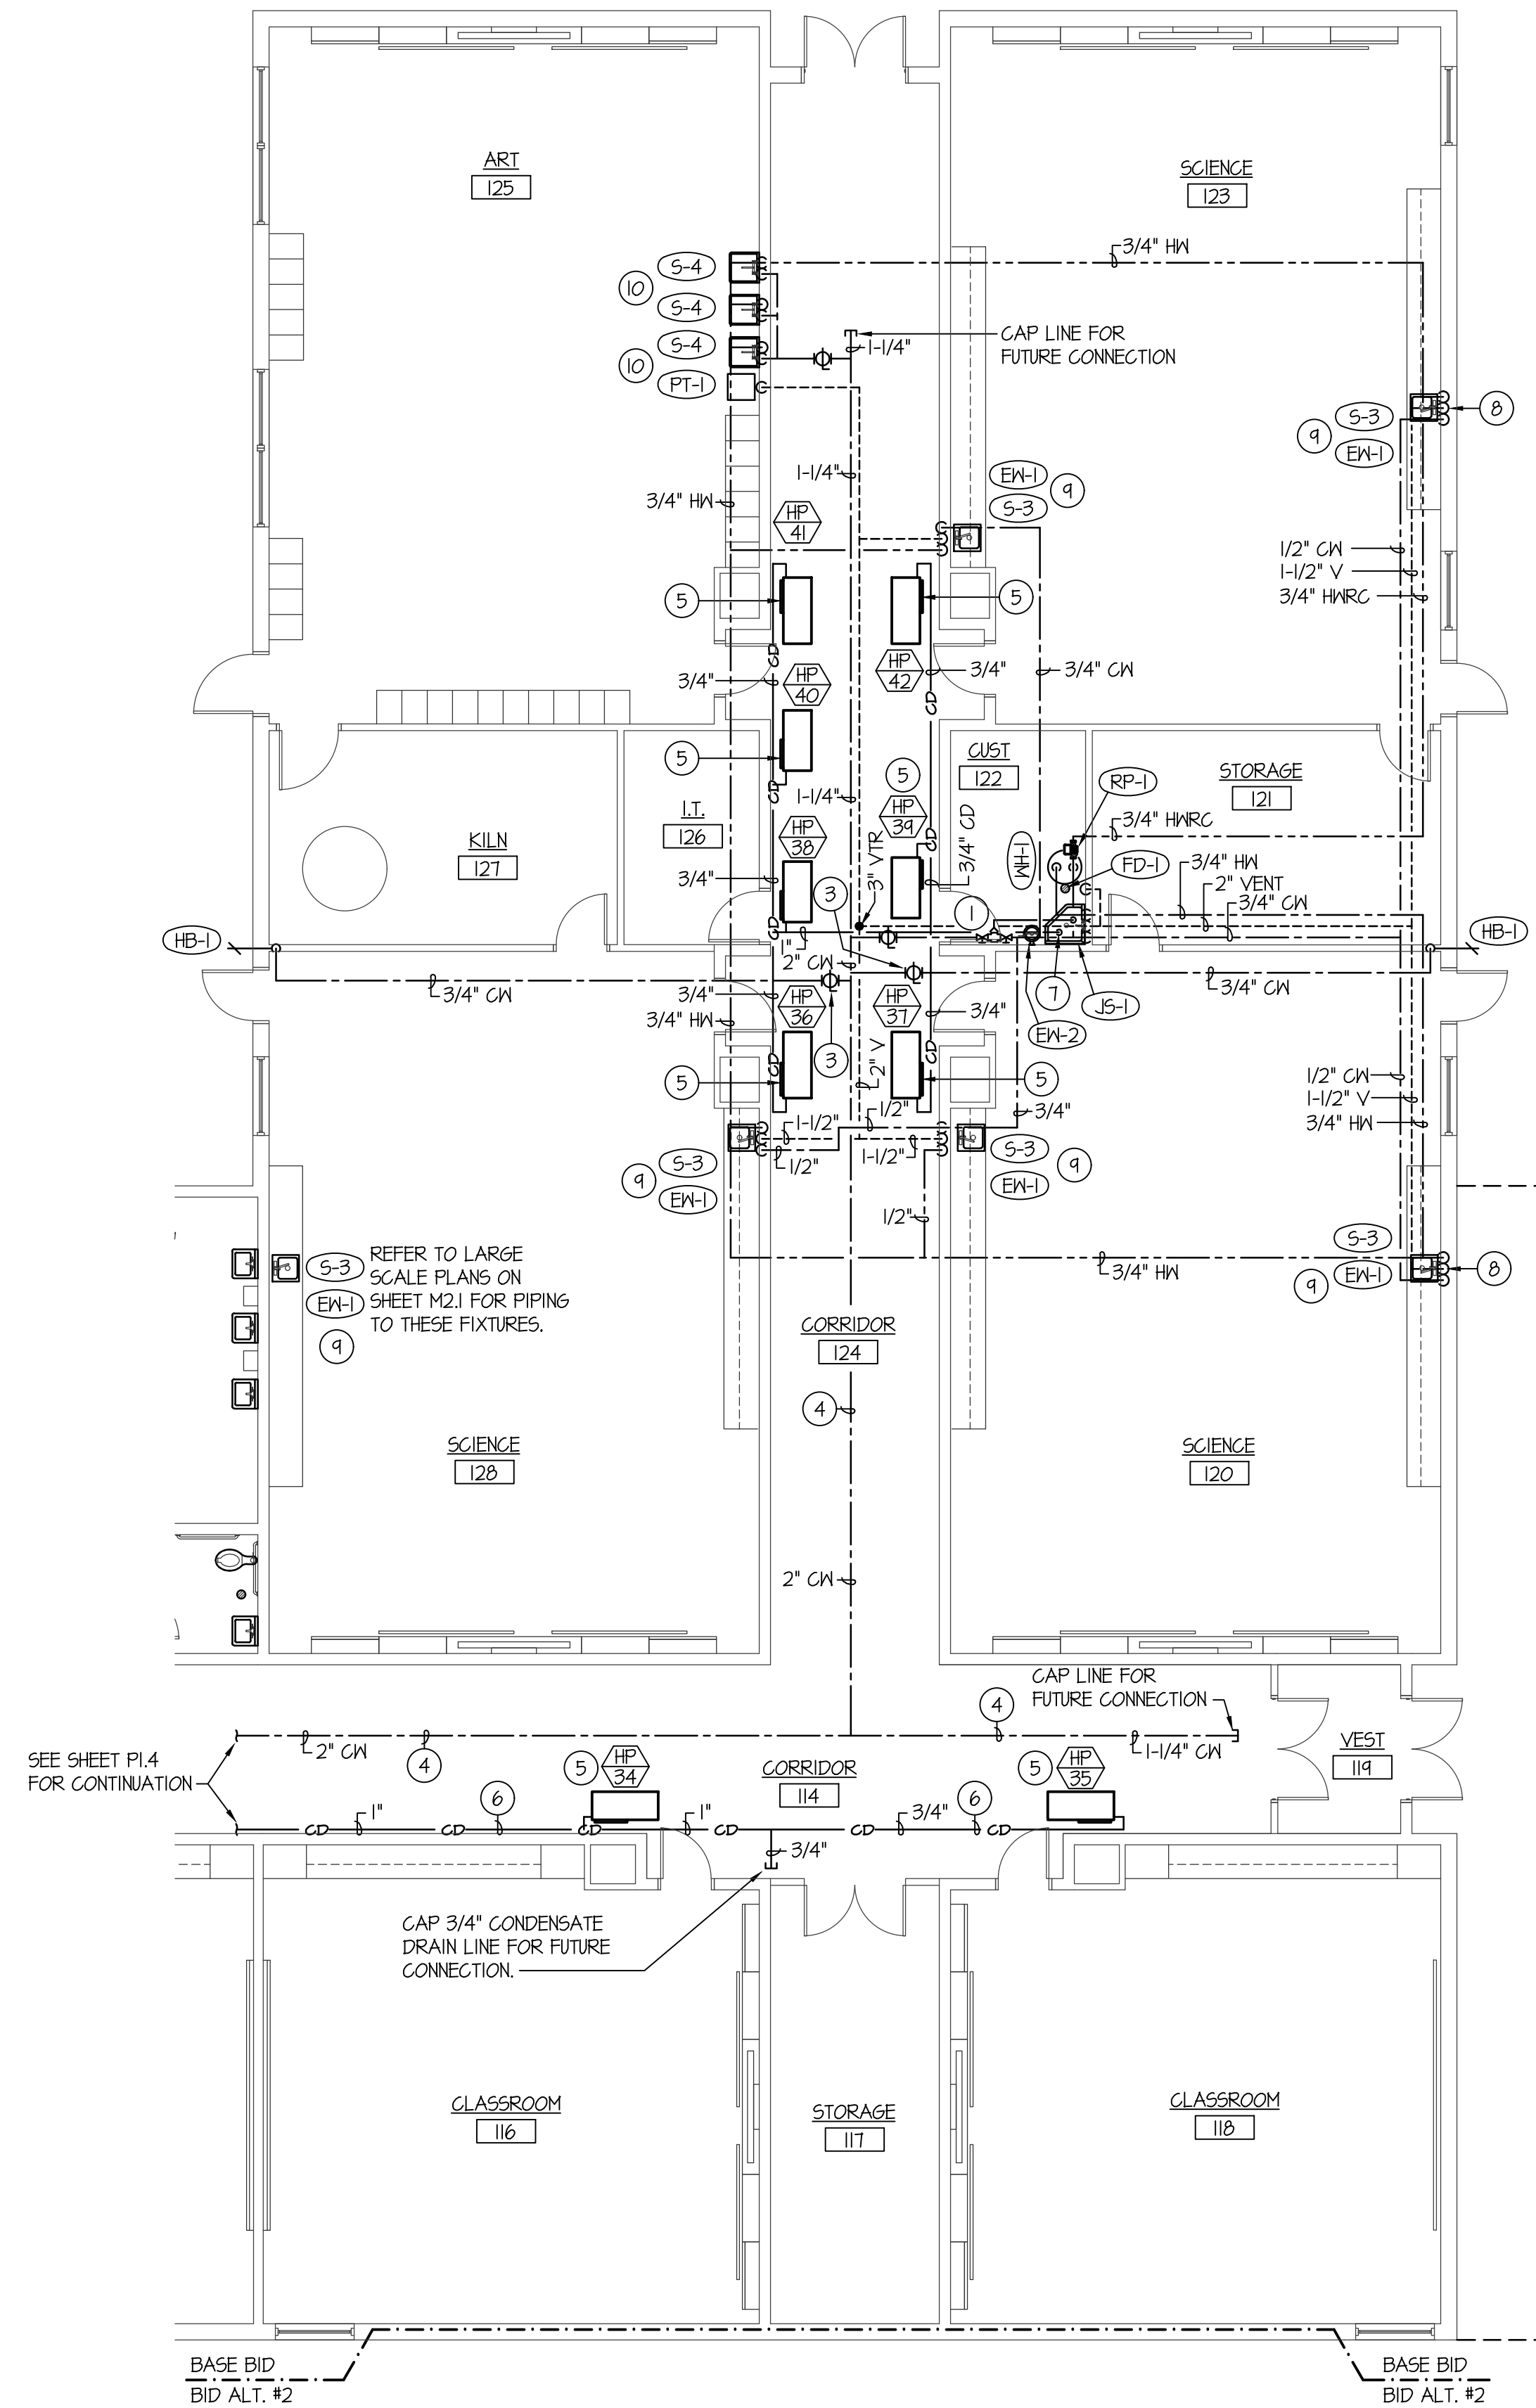 ART
125
SCIENCE
123
S-4
10
S-4
S-4
10
PT-1
3/4" HW
1-1/4"
CAP LINE FOR
FUTURE CONNECTION
S-3
9
EW-1
8
1-1/4"
EW-1
9
S-3
3/4" HW
HP
41
1/2" CW
1-1/2" V
3/4" HWRC
5
5
CD
HP
40
3/4"
HP
42
3/4"
3/4" CW
CD
5
CD
1-1/4"
5
HP
39
CD
3/4" CD
CUST
122
RP-1
STORAGE
121
I.T.
126
KILN
127
HP
38
3/4"
3" VTR
3
1-HM
3/4" HWRC
FD-1
3/4" HW
2" VENT
3/4" CW
1
HB-1
HB-1
CD
1"
2" CW
3/4" CW
3/4"
HP
36
HP
37
3/4"
7
JS-1
EW-2
3/4" CW
3/4" HW
3
5
CD
2" V
CD
5
1/2" CW
1-1/2" V
3/4" HW
1-1/2"
1/2"
1/2"
1-1/2"
3/4"
S-3
9
EW-1
S-3
9
EW-1
1/2"
S-3
EW-1
9
REFER TO LARGE
SCALE PLANS ON
SHEET M2.1 FOR PIPING
TO THESE FIXTURES.
3/4" HW
S-3
9
EW-1
8
CORRIDOR
124
4
SCIENCE
128
SCIENCE
120
2" CW
CAP LINE FOR
FUTURE CONNECTION
4
SEE SHEET P1.4
FOR CONTINUATION
2" CW
4
1-1/4" CW
VEST
119
5
HP
34
CORRIDOR
114
5
HP
35
CD
1"
6
CD
CD
1"
CD
CD
3/4"
6
CD
3/4"
CAP 3/4" CONDENSATE
DRAIN LINE FOR FUTURE
CONNECTION.
CLASSROOM
116
STORAGE
117
CLASSROOM
118
BASE BID
BID ALT. #2
BASE BID
BID ALT. #2